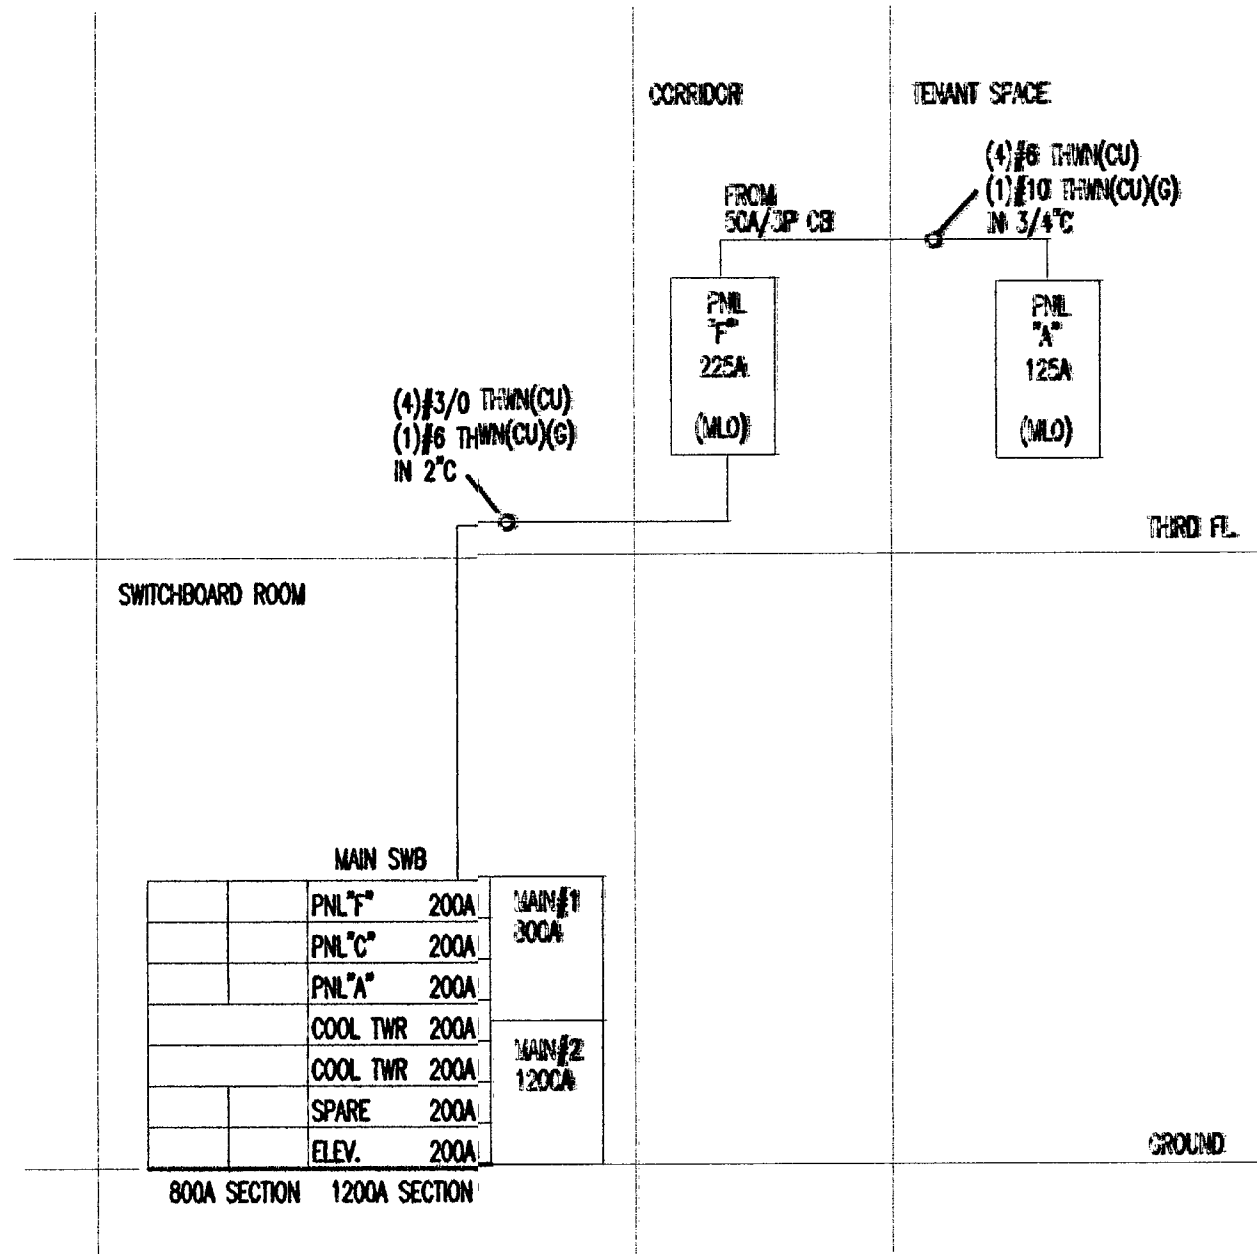 CORRIDOR
TENANT SPACE
(4)#6 THWN(CU)
(1)#10 THWN(CU)(G)
IN 3/4"C
FROM
50A/3P CB
PNL
"F"
225A
(MLO)
PNL
"A"
125A
(MLO)
(4)#3/0 THWN(CU)
(1)#6 THWN(CU)(G)
IN 2"C
THIRD FL.
SWITCHBOARD ROOM
MAIN SWB
PNL"F" 200A
PNL"C" 200A
PNL"A" 200A
COOL TWR 200A
COOL TWR 200A
SPARE 200A
ELEV. 200A
MAIN#1
800A
MAIN#2
1200A
GROUND
800A SECTION
1200A SECTION